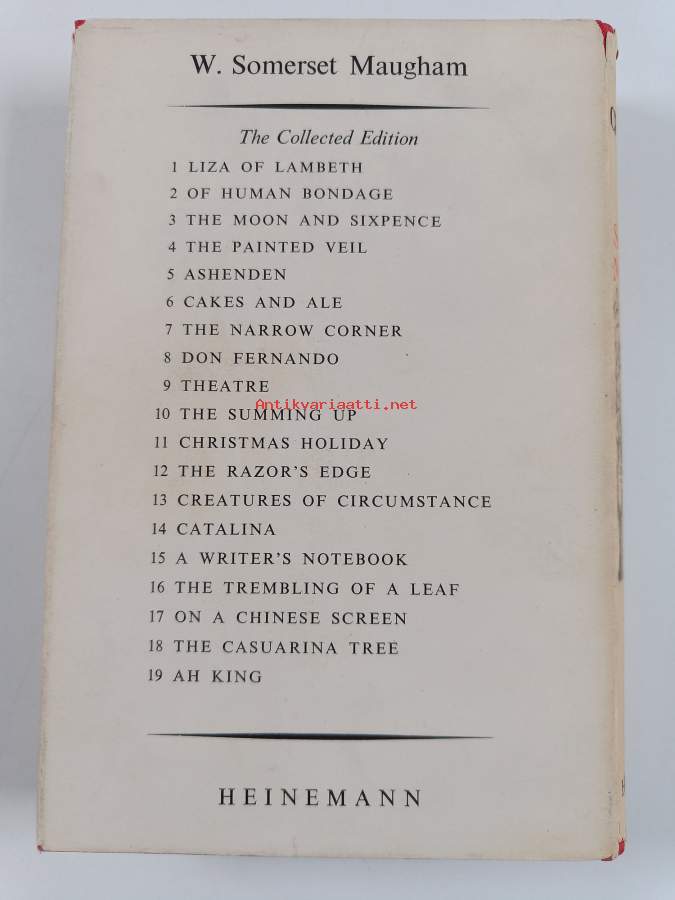 W. Somerset Maugham
The Collected Edition
1 LIZA OF LAMBETH
2 OF HUMAN BONDAGE
3 THE MOON AND SIXPENCE
4 THE PAINTED VEIL
5 ASHENDEN
6 CAKES AND ALE
7 THE NARROW CORNER
8 DON FERNANDO
9 THEATRE
Antikvariaatti.net
10 THE SUMMING UP
11 CHRISTMAS HOLIDAY
12 THE RAZOR'S EDGE
13 CREATURES OF CIRCUMSTANCE
14 CATALINA
15 A WRITER'S NOTEBOOK
16 THE TREMBLING OF A LEAF
17 ON A CHINESE SCREEN
18 THE CASUARINA TREE
19 AH KING
HEINEMANN